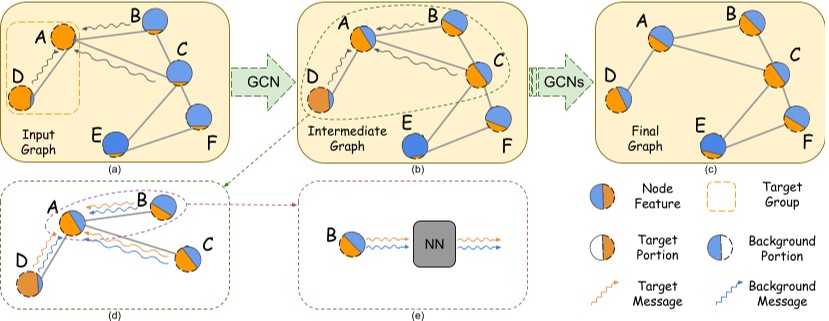 A
B
C
D
E
F
Input
Graph
(a)
GCN
A
B
C
D
E
F
Intermediate
Graph
(b)
GCNs
A
B
C
D
E
F
Final
Graph
(c)
A
B
C
D
(d)
B
NN
(e)
Node
Feature
Target
Group
Target
Portion
Background
Portion
Target
Message
Background
Message